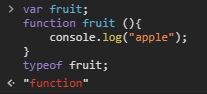 > var fruit;
function fruit (){
    console.log("apple");
}
typeof fruit;
< "function"